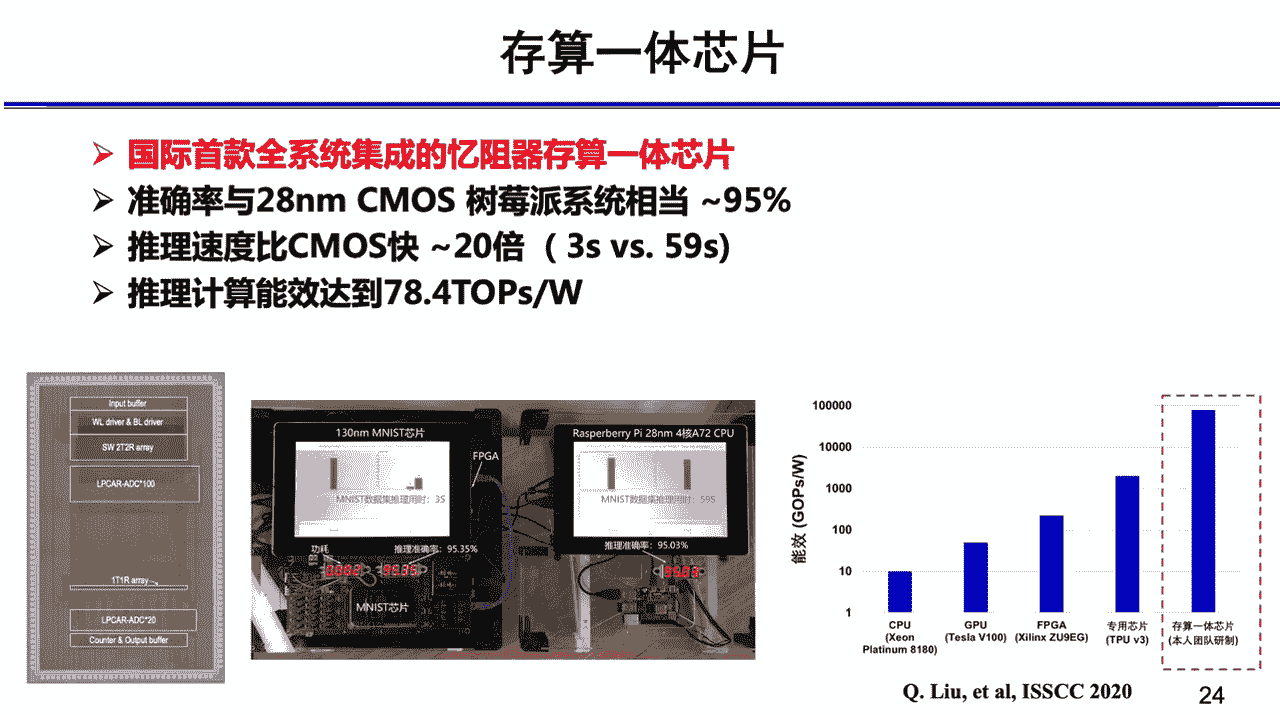 存算一体芯片
➢ 国际首款全系统集成的忆阻器存算一体芯片
➢ 准确率与28nm CMOS 树莓派系统相当 ~95%
➢ 推理速度比CMOS快 ~20倍 ( 3s vs. 59s)
➢ 推理计算能效达到78.4TOPs/W
Input buffer
WL driver & BL driver
SW 2T2R array
LPCAR-ADC*100
1T1R array
LPCAR-ADC*20
Counter & Output buffer
130nm MNIST芯片
FPGA
MNIST数据集推理用时：3S
功耗
推理准确率：95.35%
MNIST芯片
Rasperberry Pi 28nm 4核A72 CPU
MNIST数据集推理用时：59S
推理准确率：95.03%
能效 (GOPs/W)
100000
10000
1000
100
10
1
CPU
(Xeon
Platinum 8180)
GPU
(Tesla V100)
FPGA
(Xilinx ZU9EG)
专用芯片
(TPU v3)
存算一体芯片
(本人团队研制)
Q. Liu, et al, ISSCC 2020
24